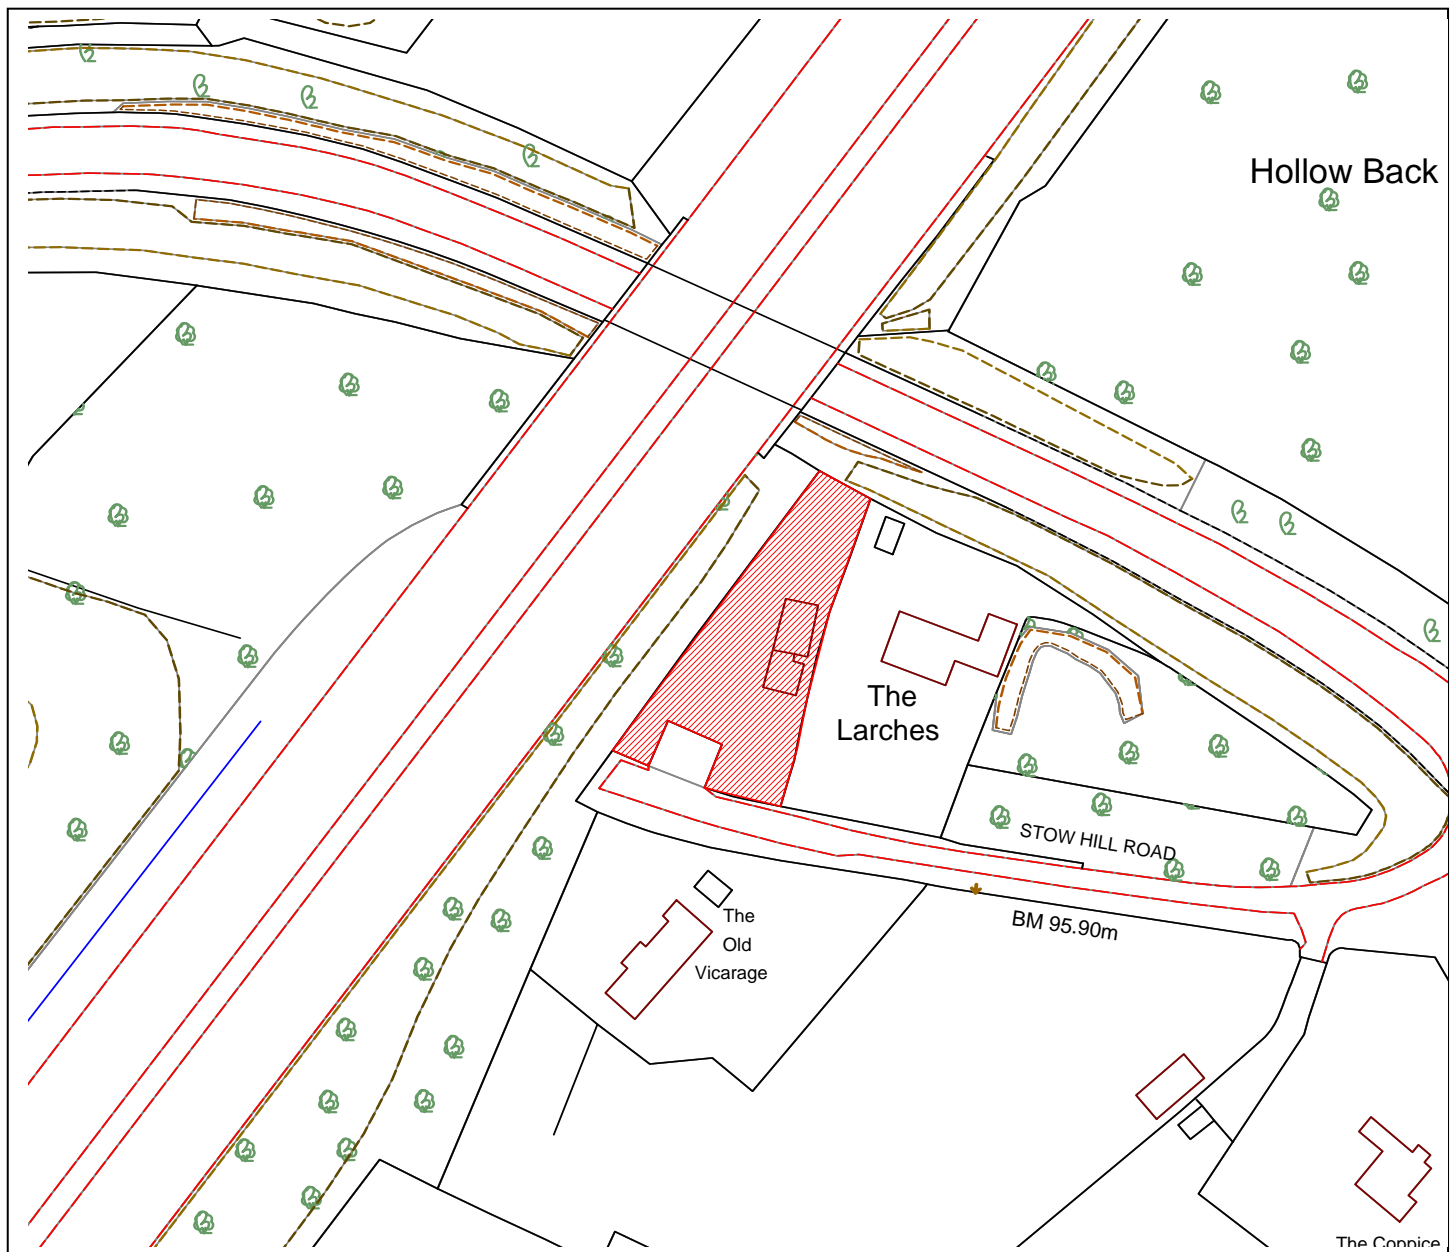 Hollow Back
The
Larches
STOW HILL ROAD
The
Old
Vicarage
BM 95.90m
The Coppice